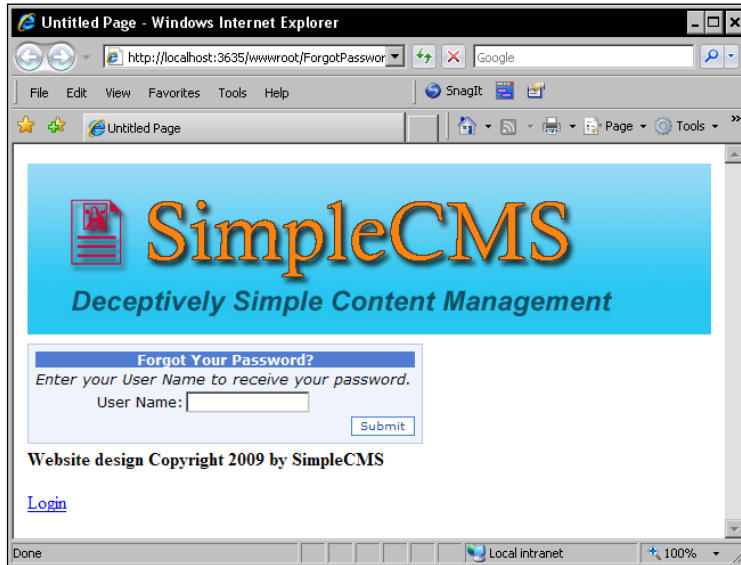 Untitled Page - Windows Internet Explorer
http://localhost:3635/wwwroot/ForgotPasswor
Google
File Edit View Favorites Tools Help
SnagIt
Untitled Page
Page Tools »
SimpleCMS
Deceptively Simple Content Management
Forgot Your Password?
Enter your User Name to receive your password.
User Name:
Submit
Website design Copyright 2009 by SimpleCMS
Login
Done Local intranet 100%